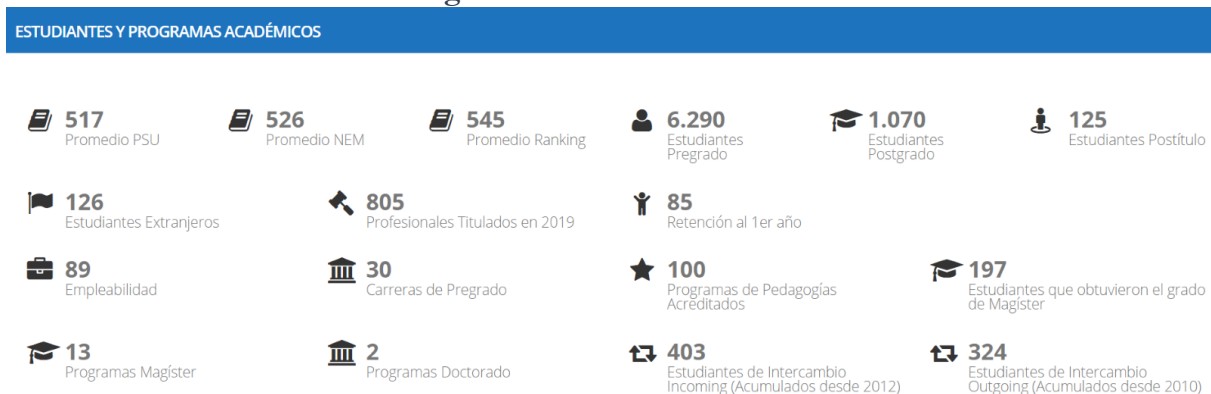 ESTUDIANTES Y PROGRAMAS ACADÉMICOS
517
Promedio PSU
526
Promedio NEM
545
Promedio Ranking
6.290
Estudiantes
Pregrado
1.070
Estudiantes
Postgrado
125
Estudiantes Postítulo
126
Estudiantes Extranjeros
805
Profesionales Titulados en 2019
85
Retención al 1er año
89
Empleabilidad
30
Carreras de Pregrado
100
Programas de Pedagogías
Acreditados
197
Estudiantes que obtuvieron el grado
de Magíster
13
Programas Magíster
2
Programas Doctorado
403
Estudiantes de Intercambio
Incoming (Acumulados desde 2012)
324
Estudiantes de Intercambio
Outgoing (Acumulados desde 2010)